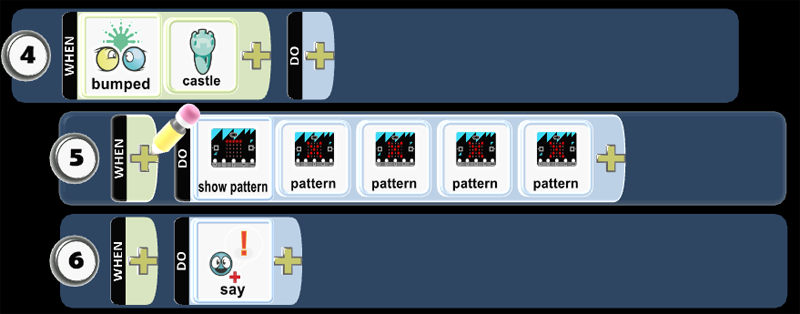 4 WHEN bumped castle DO
5 WHEN DO show pattern pattern pattern pattern pattern
6 WHEN DO say